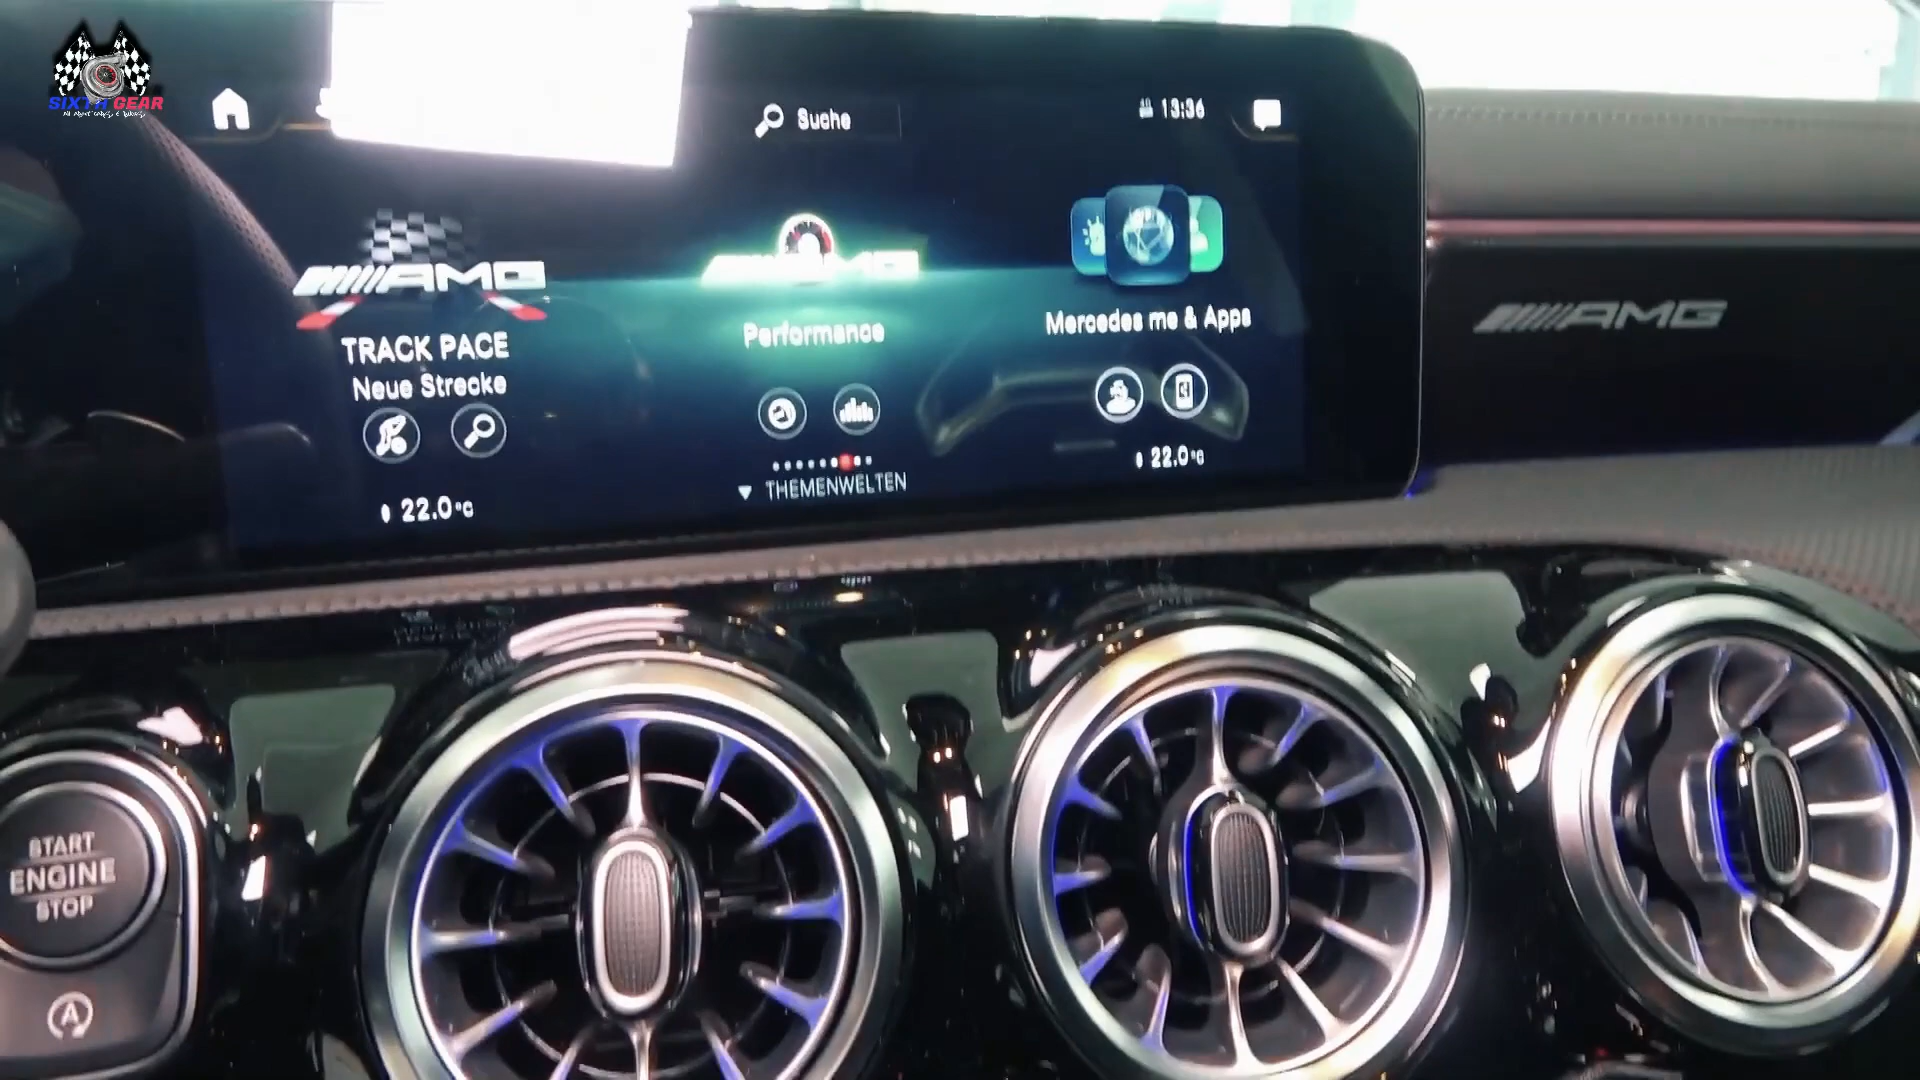 SIXTH GEAR
Suche
13:36
AMG
TRACK PACE
Neue Strecke
22.0°C
AMG
Performance
THEMENWELTEN
Mercedes me & Apps
22.0°C
AMG
START
ENGINE
STOP
A